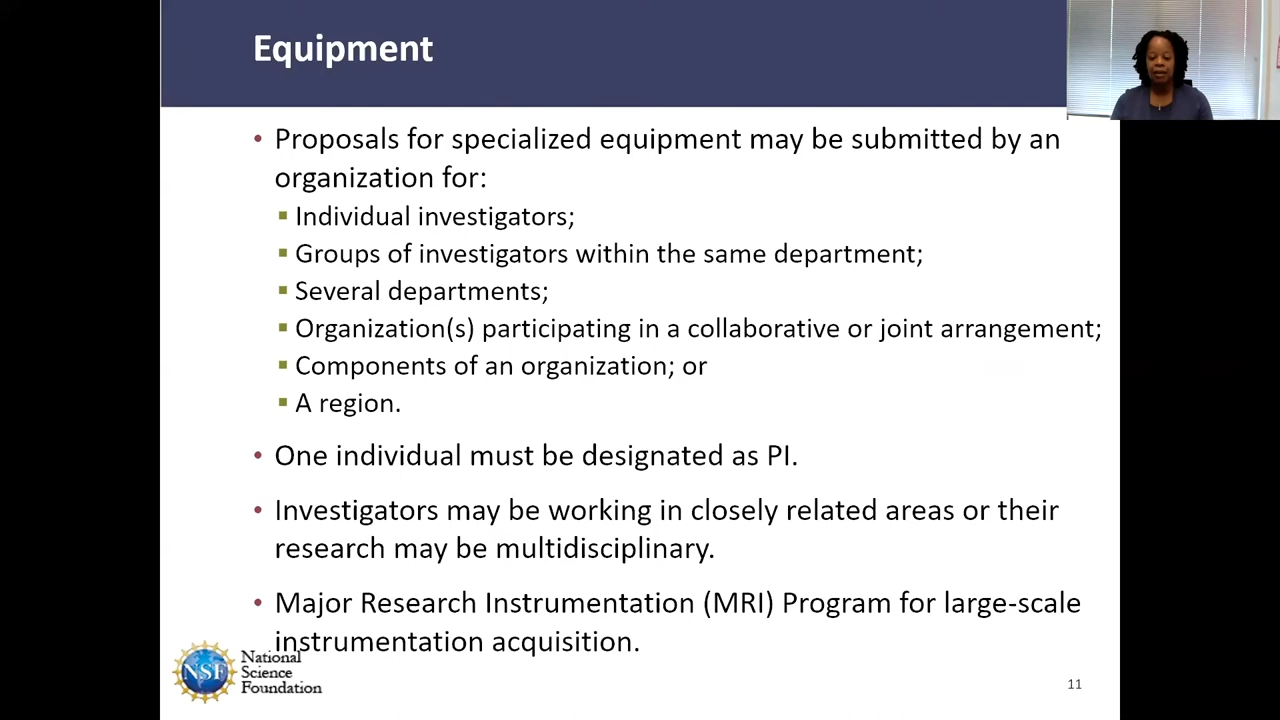 Equipment
• Proposals for specialized equipment may be submitted by an
organization for:
▪ Individual investigators;
▪ Groups of investigators within the same department;
▪ Several departments;
▪ Organization(s) participating in a collaborative or joint arrangement;
▪ Components of an organization; or
▪ A region.
• One individual must be designated as PI.
• Investigators may be working in closely related areas or their
research may be multidisciplinary.
• Major Research Instrumentation (MRI) Program for large-scale
instrumentation acquisition.
NSF
National
Science
Foundation
11